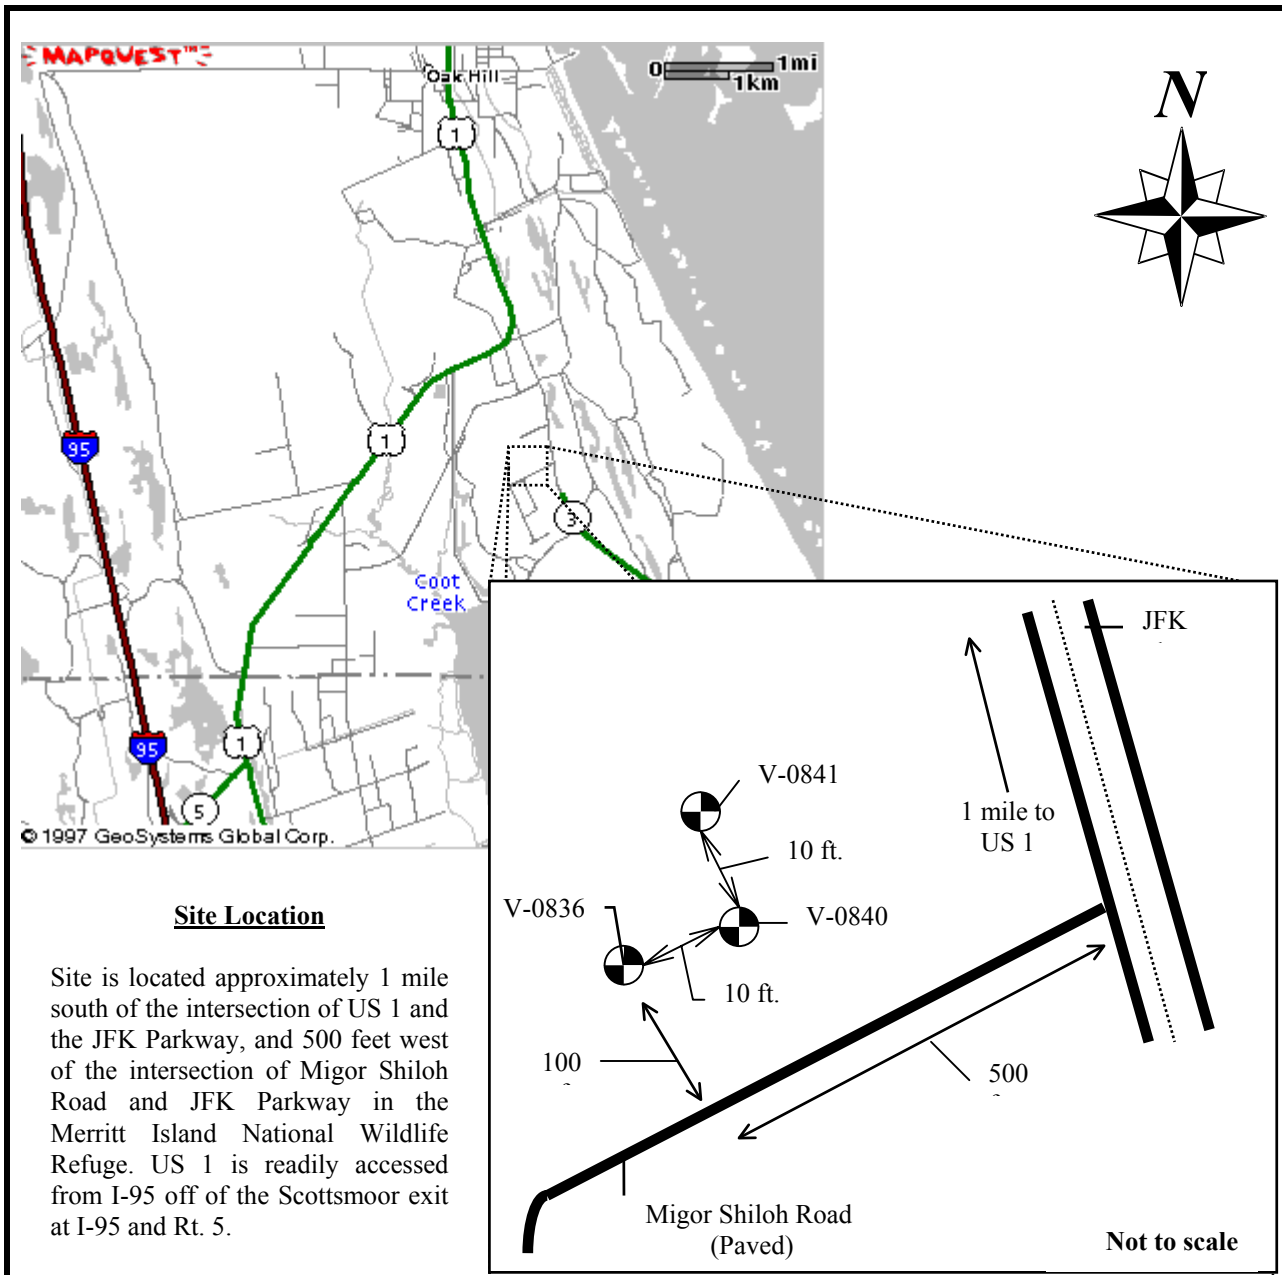 MAPQUEST™
Oak Hill
0 1mi
1km
N
1
95
1
3
Coot
Creek
95
1
5
© 1997 GeoSystems Global Corp.
JFK
1 mile to
US 1
V-0841
10 ft.
V-0836
V-0840
10 ft.
100
500
Migor Shiloh Road
(Paved)
Not to scale
Site Location
Site is located approximately 1 mile
south of the intersection of US 1 and
the JFK Parkway, and 500 feet west
of the intersection of Migor Shiloh
Road and JFK Parkway in the
Merritt Island National Wildlife
Refuge. US 1 is readily accessed
from I-95 off of the Scottsmoor exit
at I-95 and Rt. 5.